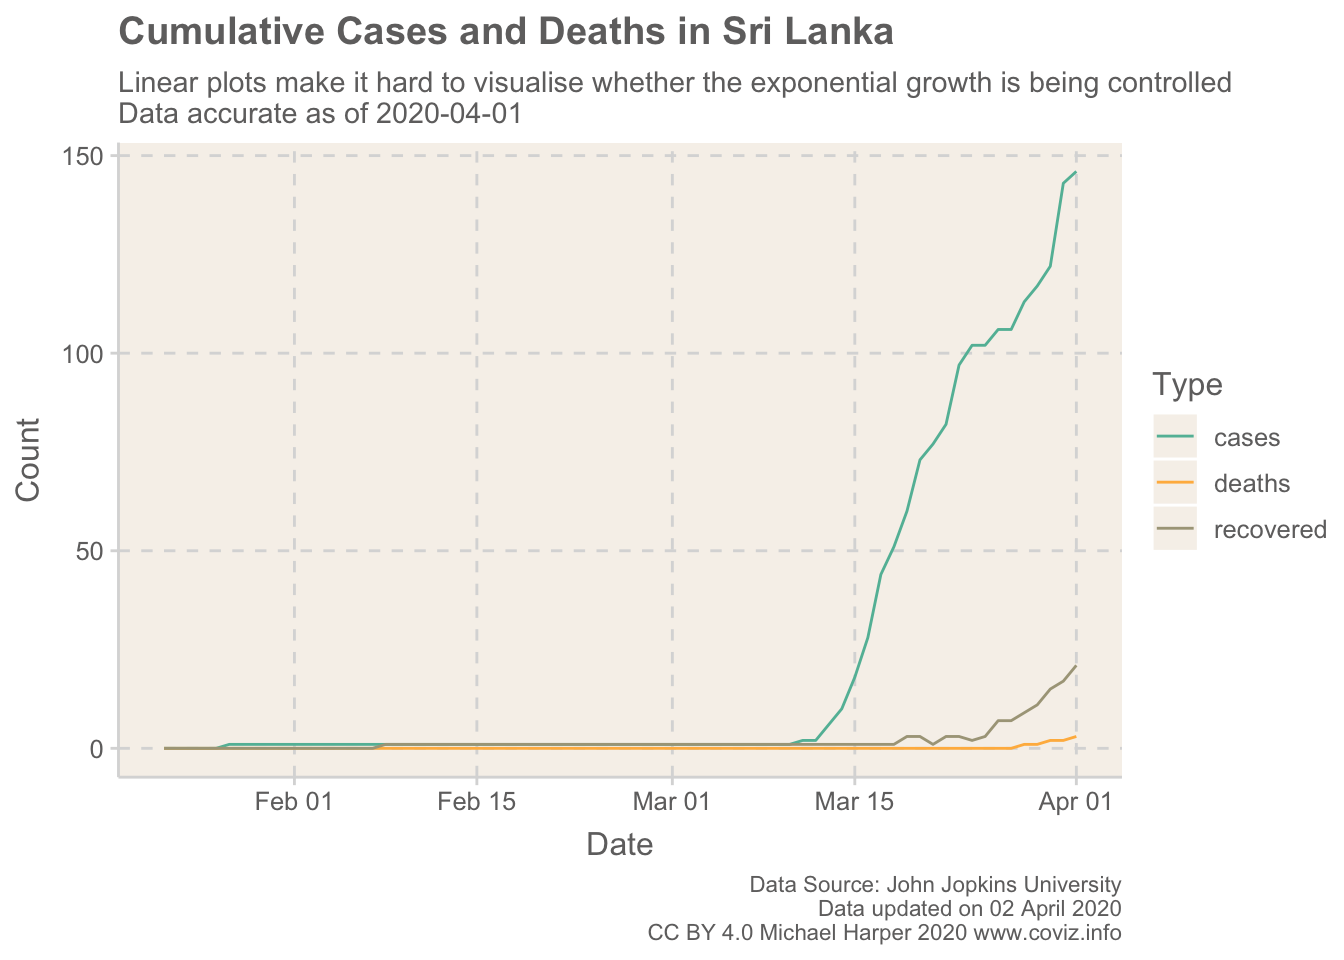 Cumulative Cases and Deaths in Sri Lanka
Linear plots make it hard to visualise whether the exponential growth is being controlled
Data accurate as of 2020-04-01
150
100
50
0
Count
Feb 01
Feb 15
Mar 01
Mar 15
Apr 01
Date
Type
cases
deaths
recovered
Data Source: John Jopkins University
Data updated on 02 April 2020
CC BY 4.0 Michael Harper 2020 www.coviz.info